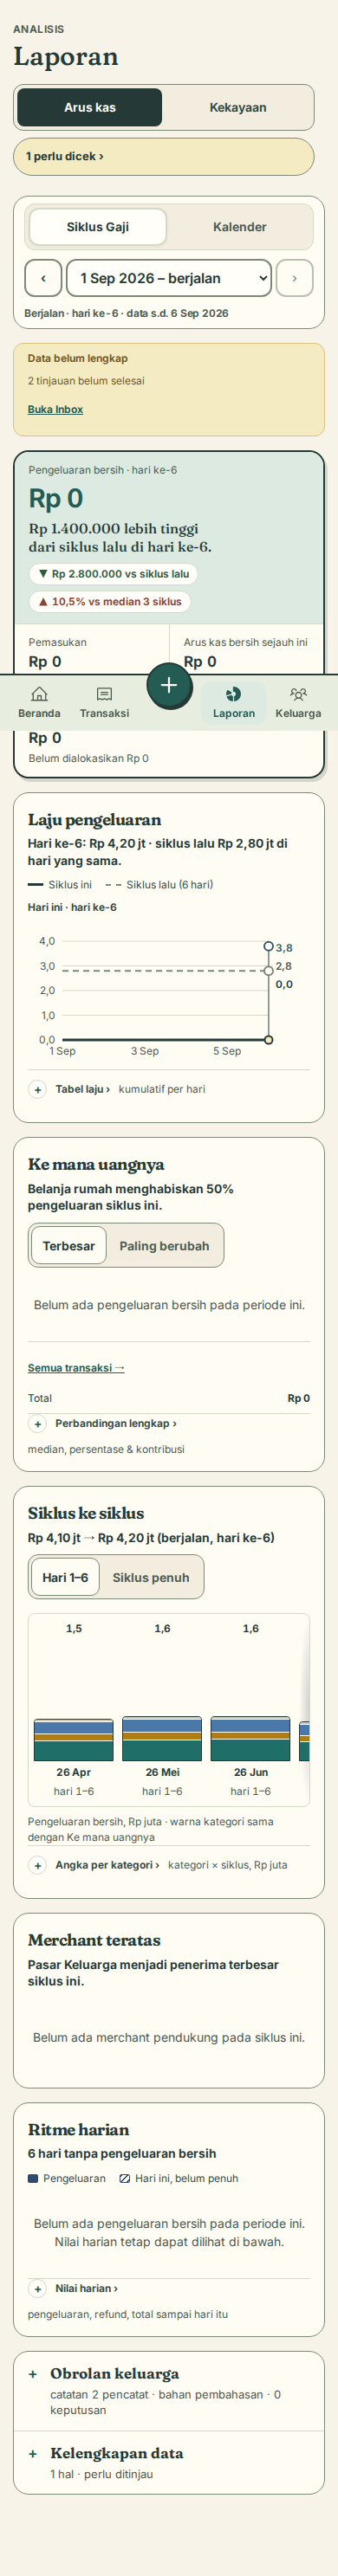 ANALISIS
Laporan
Arus kas
Kekayaan
1 perlu dicek ›
Siklus Gaji
Kalender
‹
1 Sep 2026 – berjalan
›
Berjalan · hari ke-6 · data s.d. 6 Sep 2026
Data belum lengkap
2 tinjauan belum selesai
Buka Inbox
Pengeluaran bersih · hari ke-6
Rp 0
Rp 1.400.000 lebih tinggi
dari siklus lalu di hari ke-6.
▼ Rp 2.800.000 vs siklus lalu
▲ 10,5% vs median 3 siklus
Pemasukan
Rp 0
Arus kas bersih sejauh ini
Rp 0
+
Beranda
Transaksi
Laporan
Keluarga
Rp 0
Belum dialokasikan Rp 0
Laju pengeluaran
Hari ke-6: Rp 4,20 jt · siklus lalu Rp 2,80 jt di
hari yang sama.
Siklus ini
Siklus lalu (6 hari)
Hari ini · hari ke-6
4,0
3,0
2,0
1,0
0,0
3,8
2,8
0,0
1 Sep
3 Sep
5 Sep
+ Tabel laju › kumulatif per hari
Ke mana uangnya
Belanja rumah menghabiskan 50%
pengeluaran siklus ini.
Terbesar
Paling berubah
Belum ada pengeluaran bersih pada periode ini.
Semua transaksi →
Total Rp 0
+ Perbandingan lengkap ›
median, persentase & kontribusi
Siklus ke siklus
Rp 4,10 jt → Rp 4,20 jt (berjalan, hari ke-6)
Hari 1–6
Siklus penuh
1,5
1,6
1,6
26 Apr
26 Mei
26 Jun
hari 1–6
hari 1–6
hari 1–6
Pengeluaran bersih, Rp juta · warna kategori sama
dengan Ke mana uangnya
+ Angka per kategori › kategori × siklus, Rp juta
Merchant teratas
Pasar Keluarga menjadi penerima terbesar
siklus ini.
Belum ada merchant pendukung pada siklus ini.
Ritme harian
6 hari tanpa pengeluaran bersih
Pengeluaran
Hari ini, belum penuh
Belum ada pengeluaran bersih pada periode ini.
Nilai harian tetap dapat dilihat di bawah.
+ Nilai harian ›
pengeluaran, refund, total sampai hari itu
+ Obrolan keluarga
catatan 2 pencatat · bahan pembahasan · 0
keputusan
+ Kelengkapan data
1 hal · perlu ditinjau